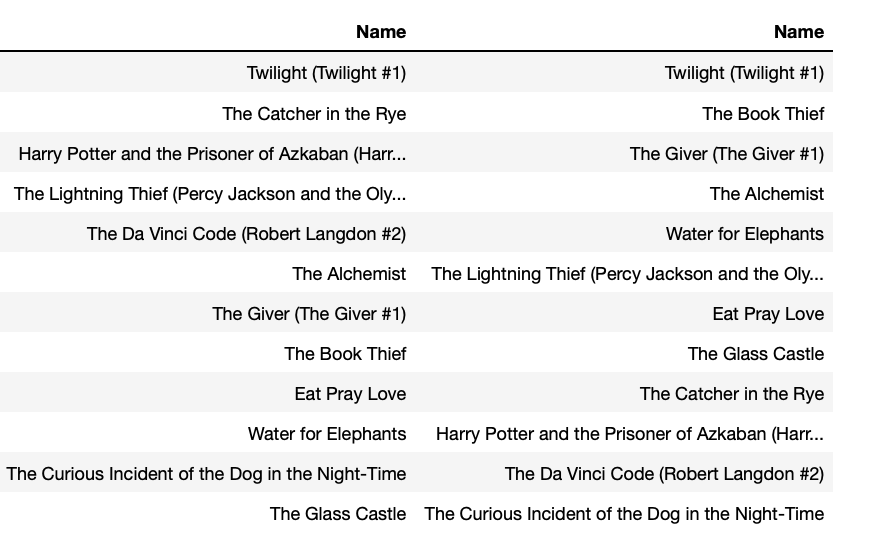 Name Name
Twilight (Twilight #1) Twilight (Twilight #1)
The Catcher in the Rye The Book Thief
Harry Potter and the Prisoner of Azkaban (Harr... The Giver (The Giver #1)
The Lightning Thief (Percy Jackson and the Oly... The Alchemist
The Da Vinci Code (Robert Langdon #2) Water for Elephants
The Alchemist The Lightning Thief (Percy Jackson and the Oly...
The Giver (The Giver #1) Eat Pray Love
The Book Thief The Glass Castle
Eat Pray Love The Catcher in the Rye
Water for Elephants Harry Potter and the Prisoner of Azkaban (Harr...
The Curious Incident of the Dog in the Night-Time The Da Vinci Code (Robert Langdon #2)
The Glass Castle The Curious Incident of the Dog in the Night-Time